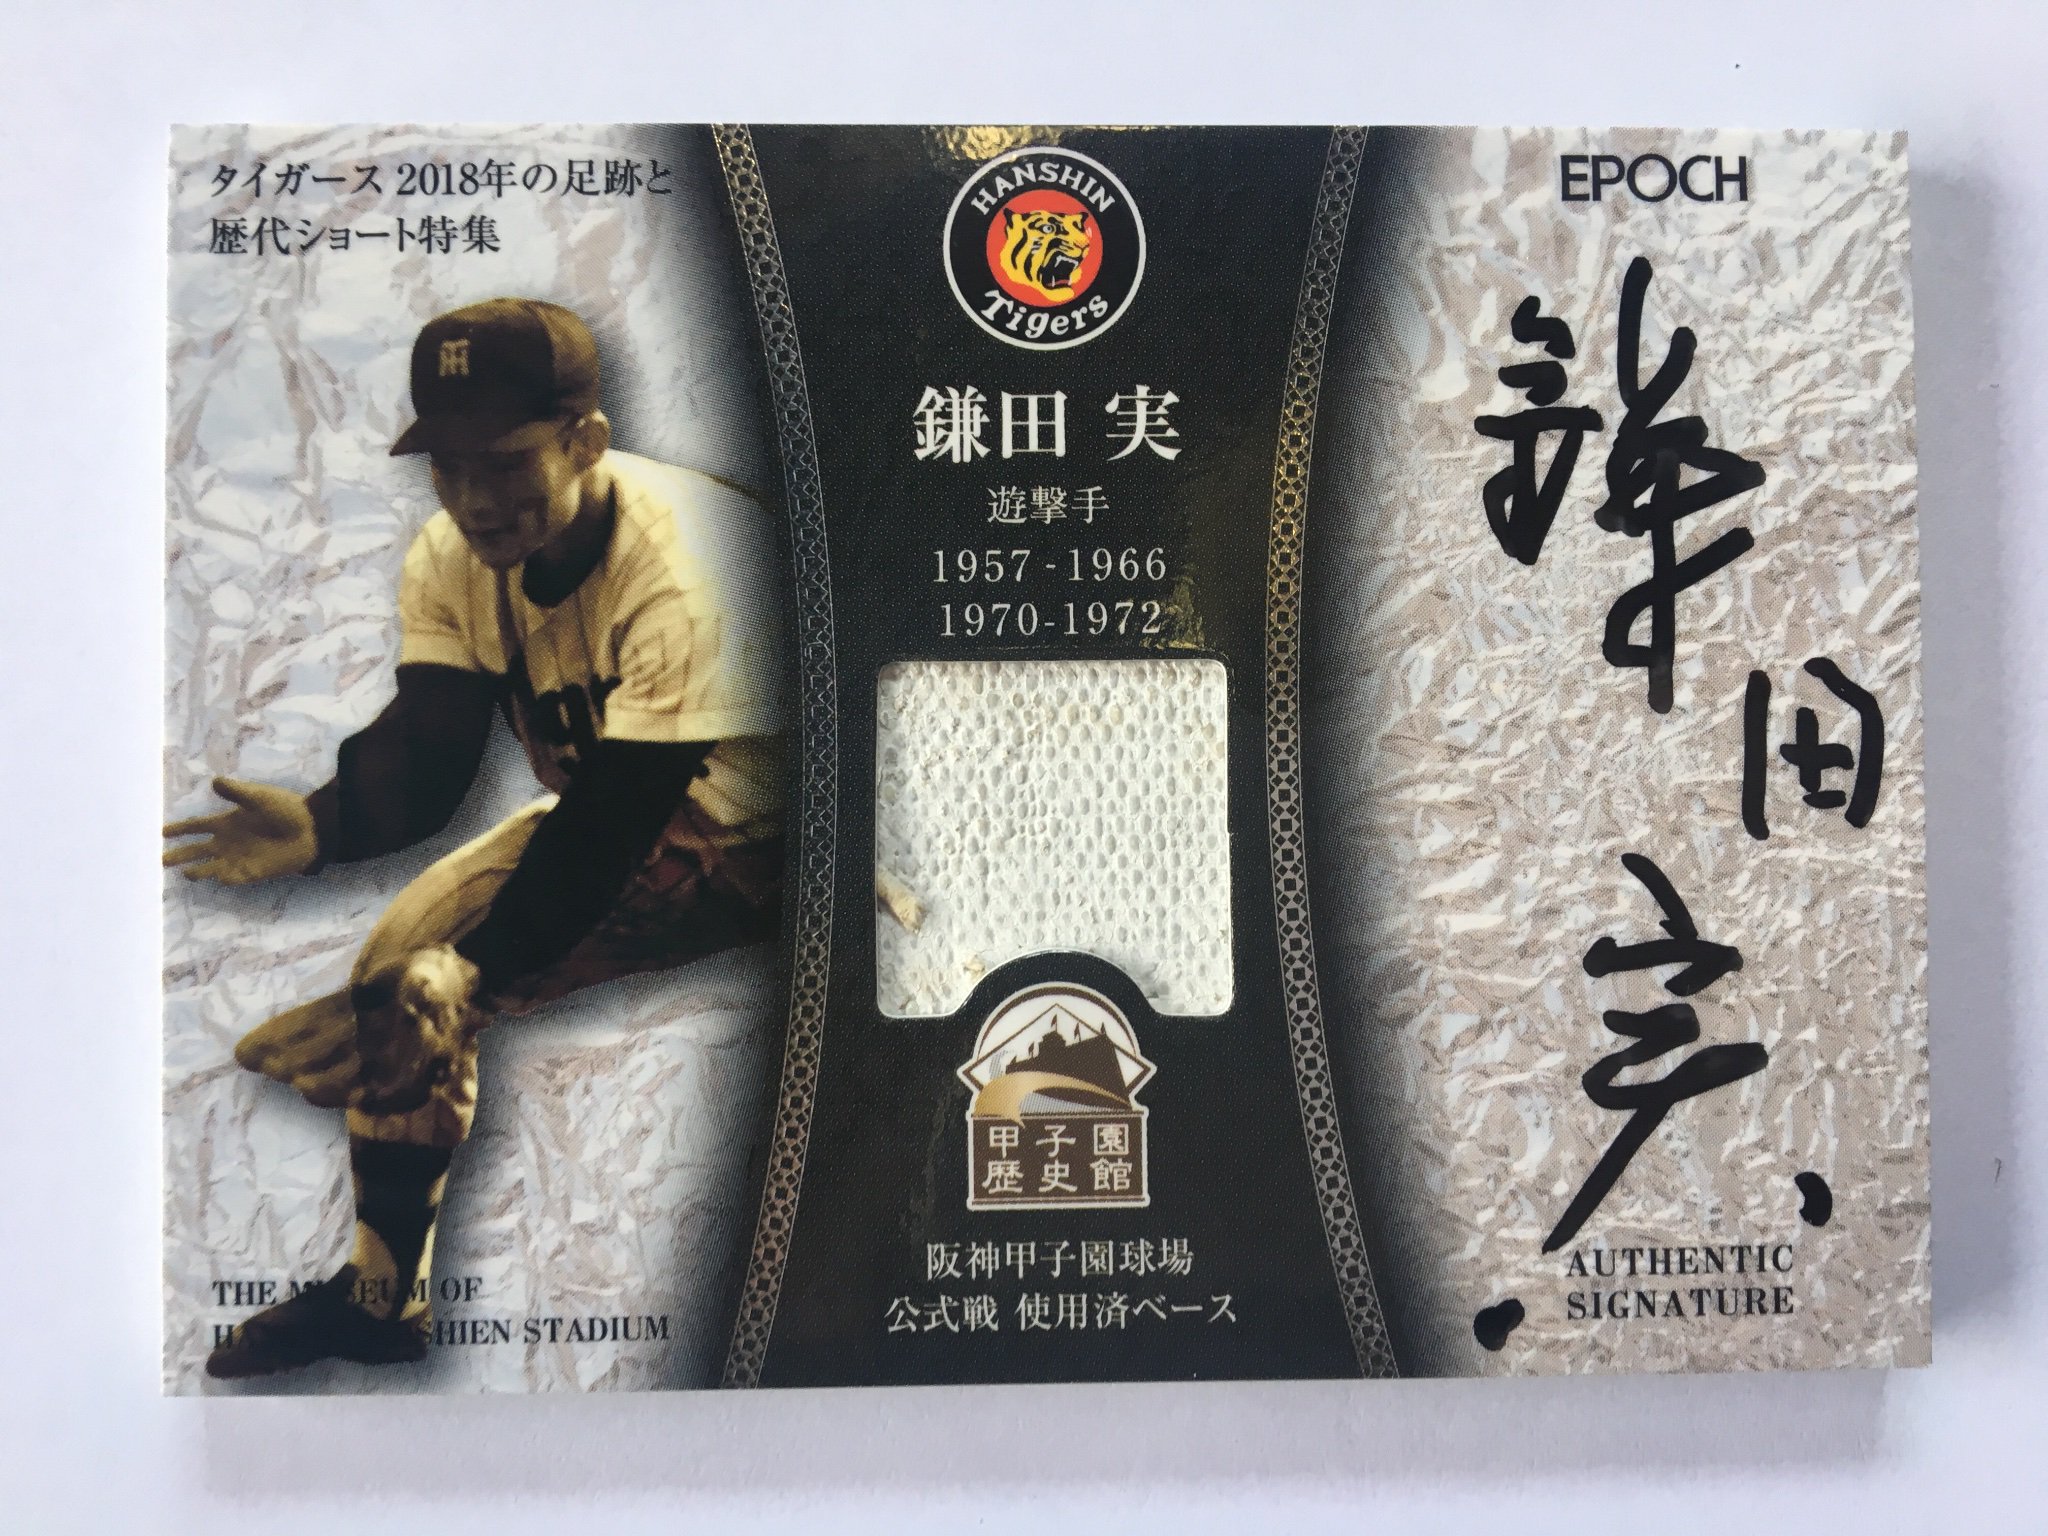 タイガース 2018年の足跡と
歴代ショート特集
HANSHIN
Tigers
鎌田 実
遊撃手
1957 - 1966
1970-1972
甲子園
歴史館
阪神甲子園球場
公式戦 使用済ベース
THE MUSEUM OF
STADIUM
EPOCH
鎌田実
AUTHENTIC
SIGNATURE